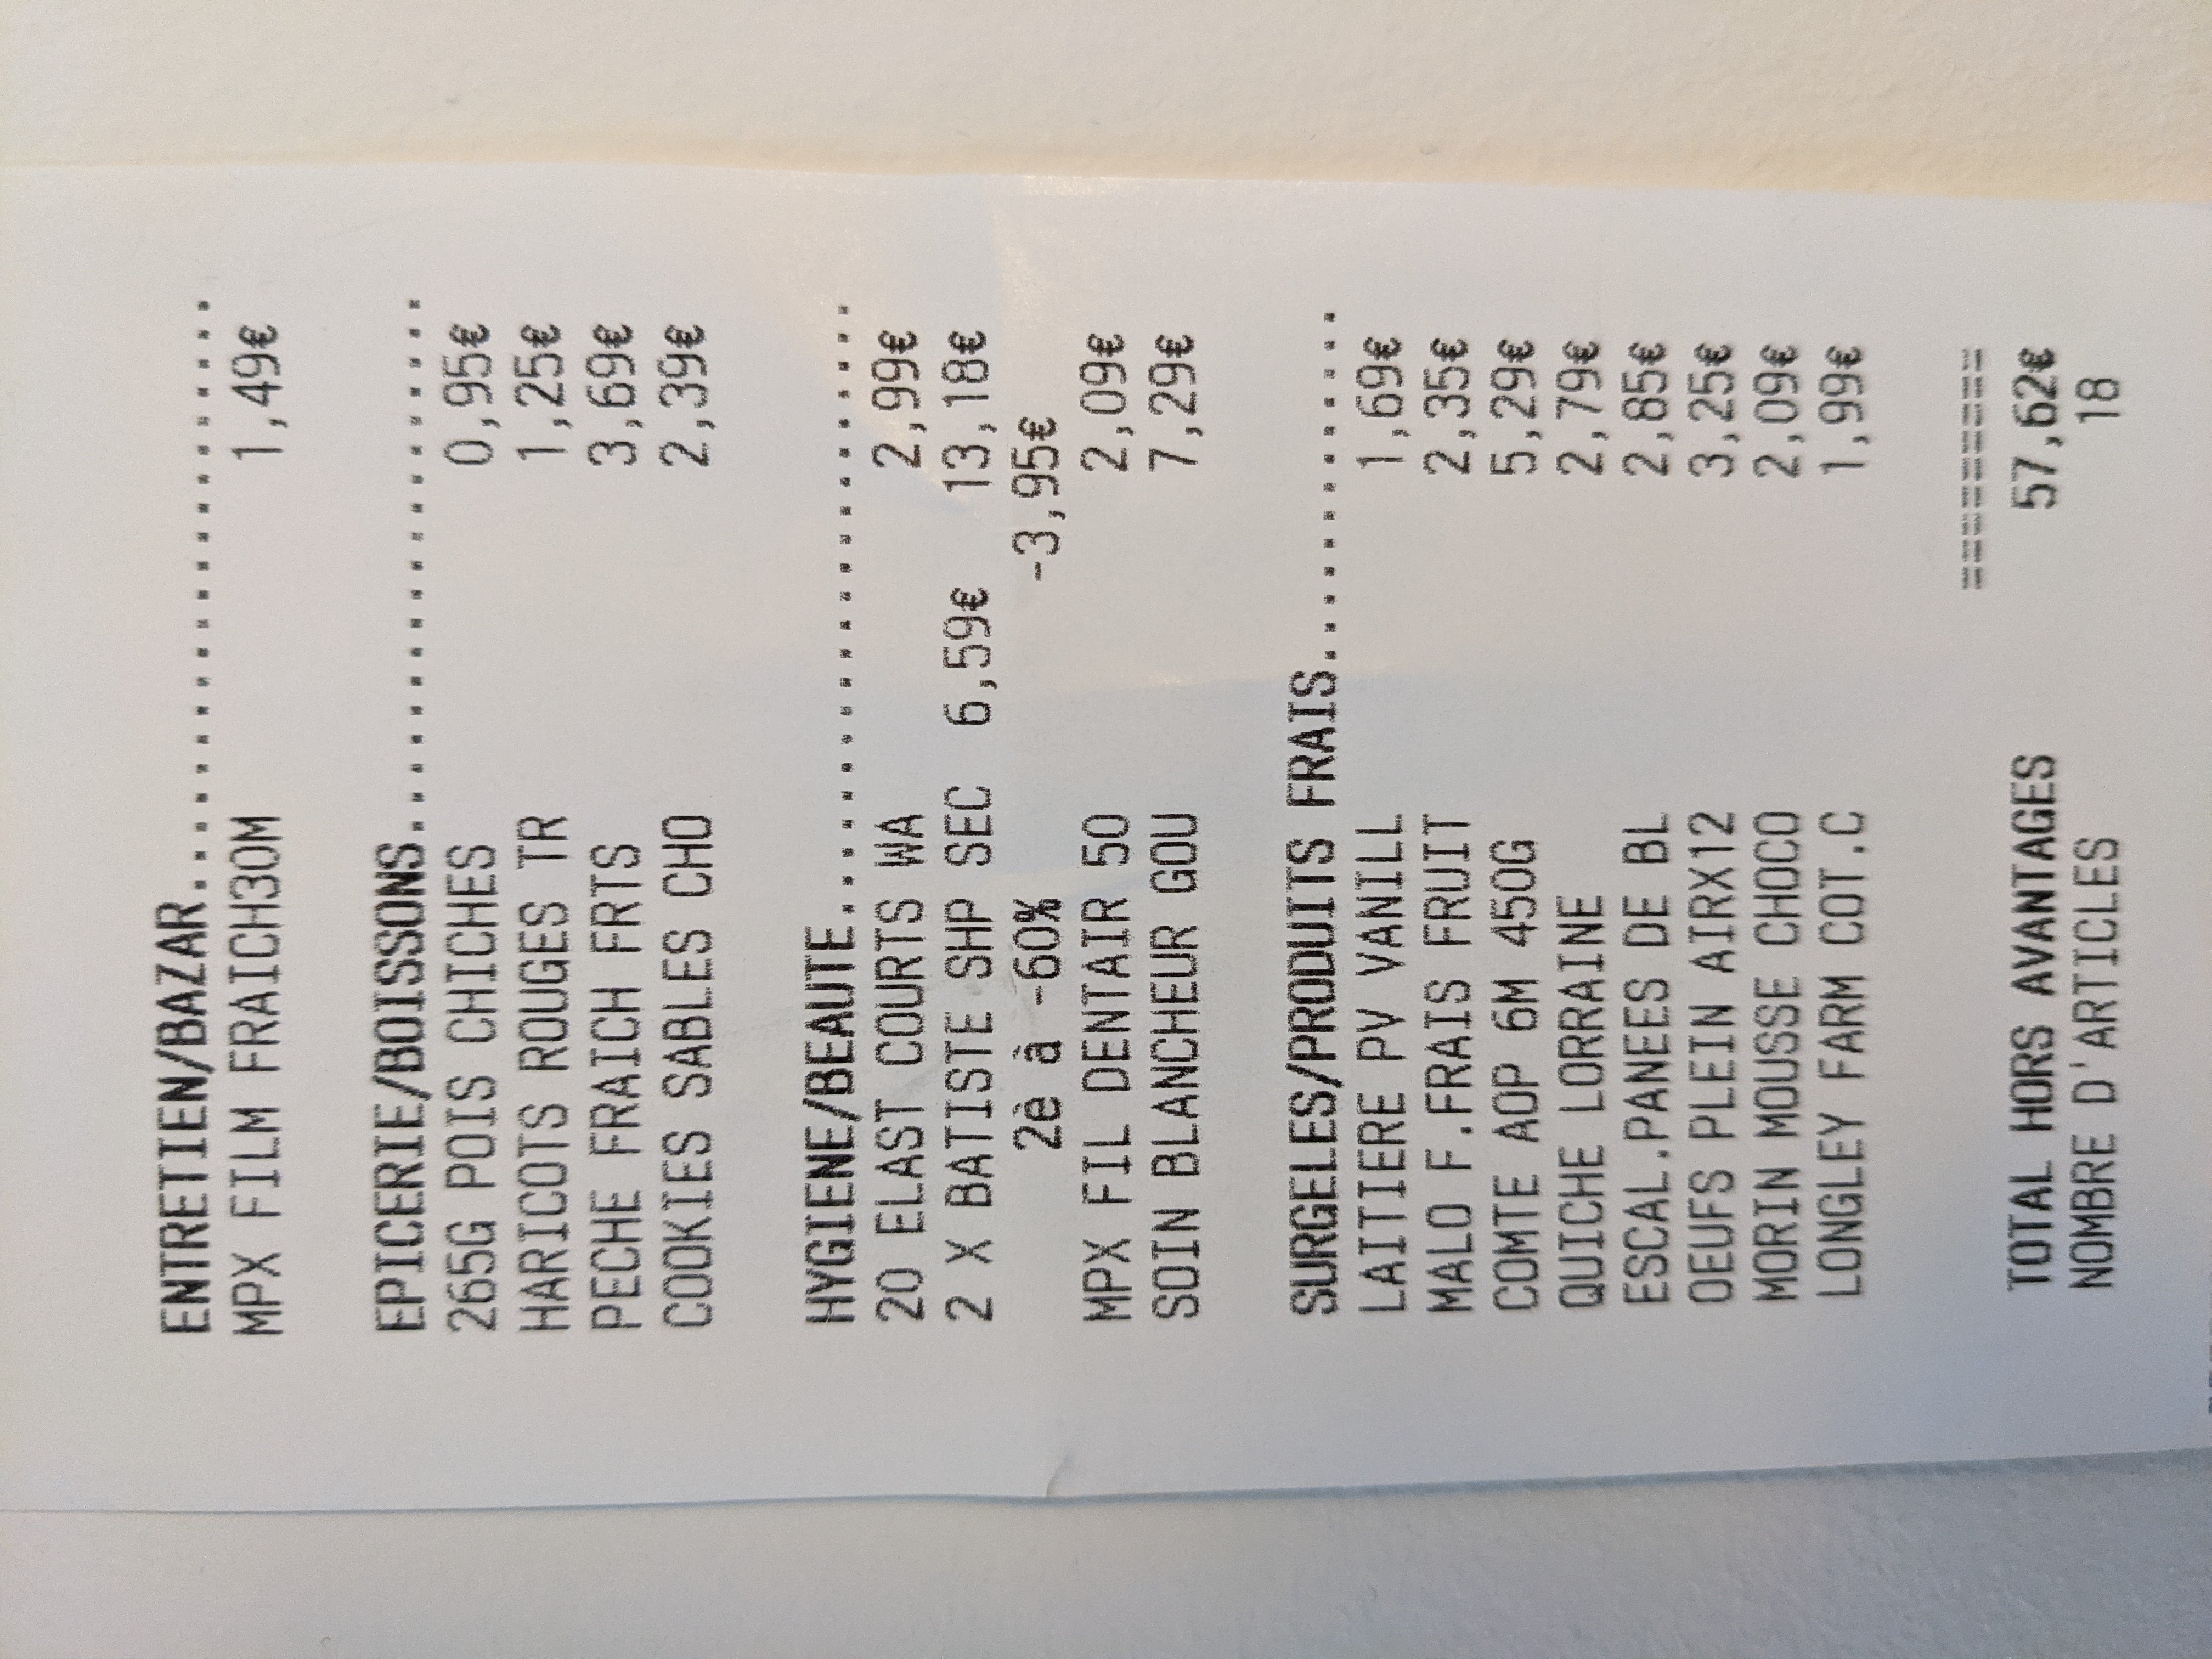 ENTRETIEN/BAZAR.....................
MPX FILM FRAICH30M 1,49€
EPICERIE/BOISSONS...................
265G POIS CHICHES 0,95€
HARICOTS ROUGES TR 1,25€
PECHE FRAICH FRTS 3,69€
COOKIES SABLES CHO 2,39€
HYGIENE/BEAUTE......................
20 ELAST COURTS WA 2,99€
2 X BATISTE SHP SEC 6,59€ 13,18€
2è à -60% -3,95€
MPX FIL DENTAIR 50 2,09€
SOIN BLANCHEUR GOU 7,29€
SURGELES/PRODUITS FRAIS.............
LAITIERE PV VANILL 1,69€
MALO F.FRAIS FRUIT 2,35€
COMTE AOP 6M 450G 5,29€
QUICHE LORRAINE 2,79€
ESCAL.PANEES DE BL 2,85€
OEUFS PLEIN AIRX12 3,25€
MORIN MOUSSE CHOCO 2,09€
LONGLEY FARM COT.C 1,99€
=========
TOTAL HORS AVANTAGES 57,62€
NOMBRE D'ARTICLES 18